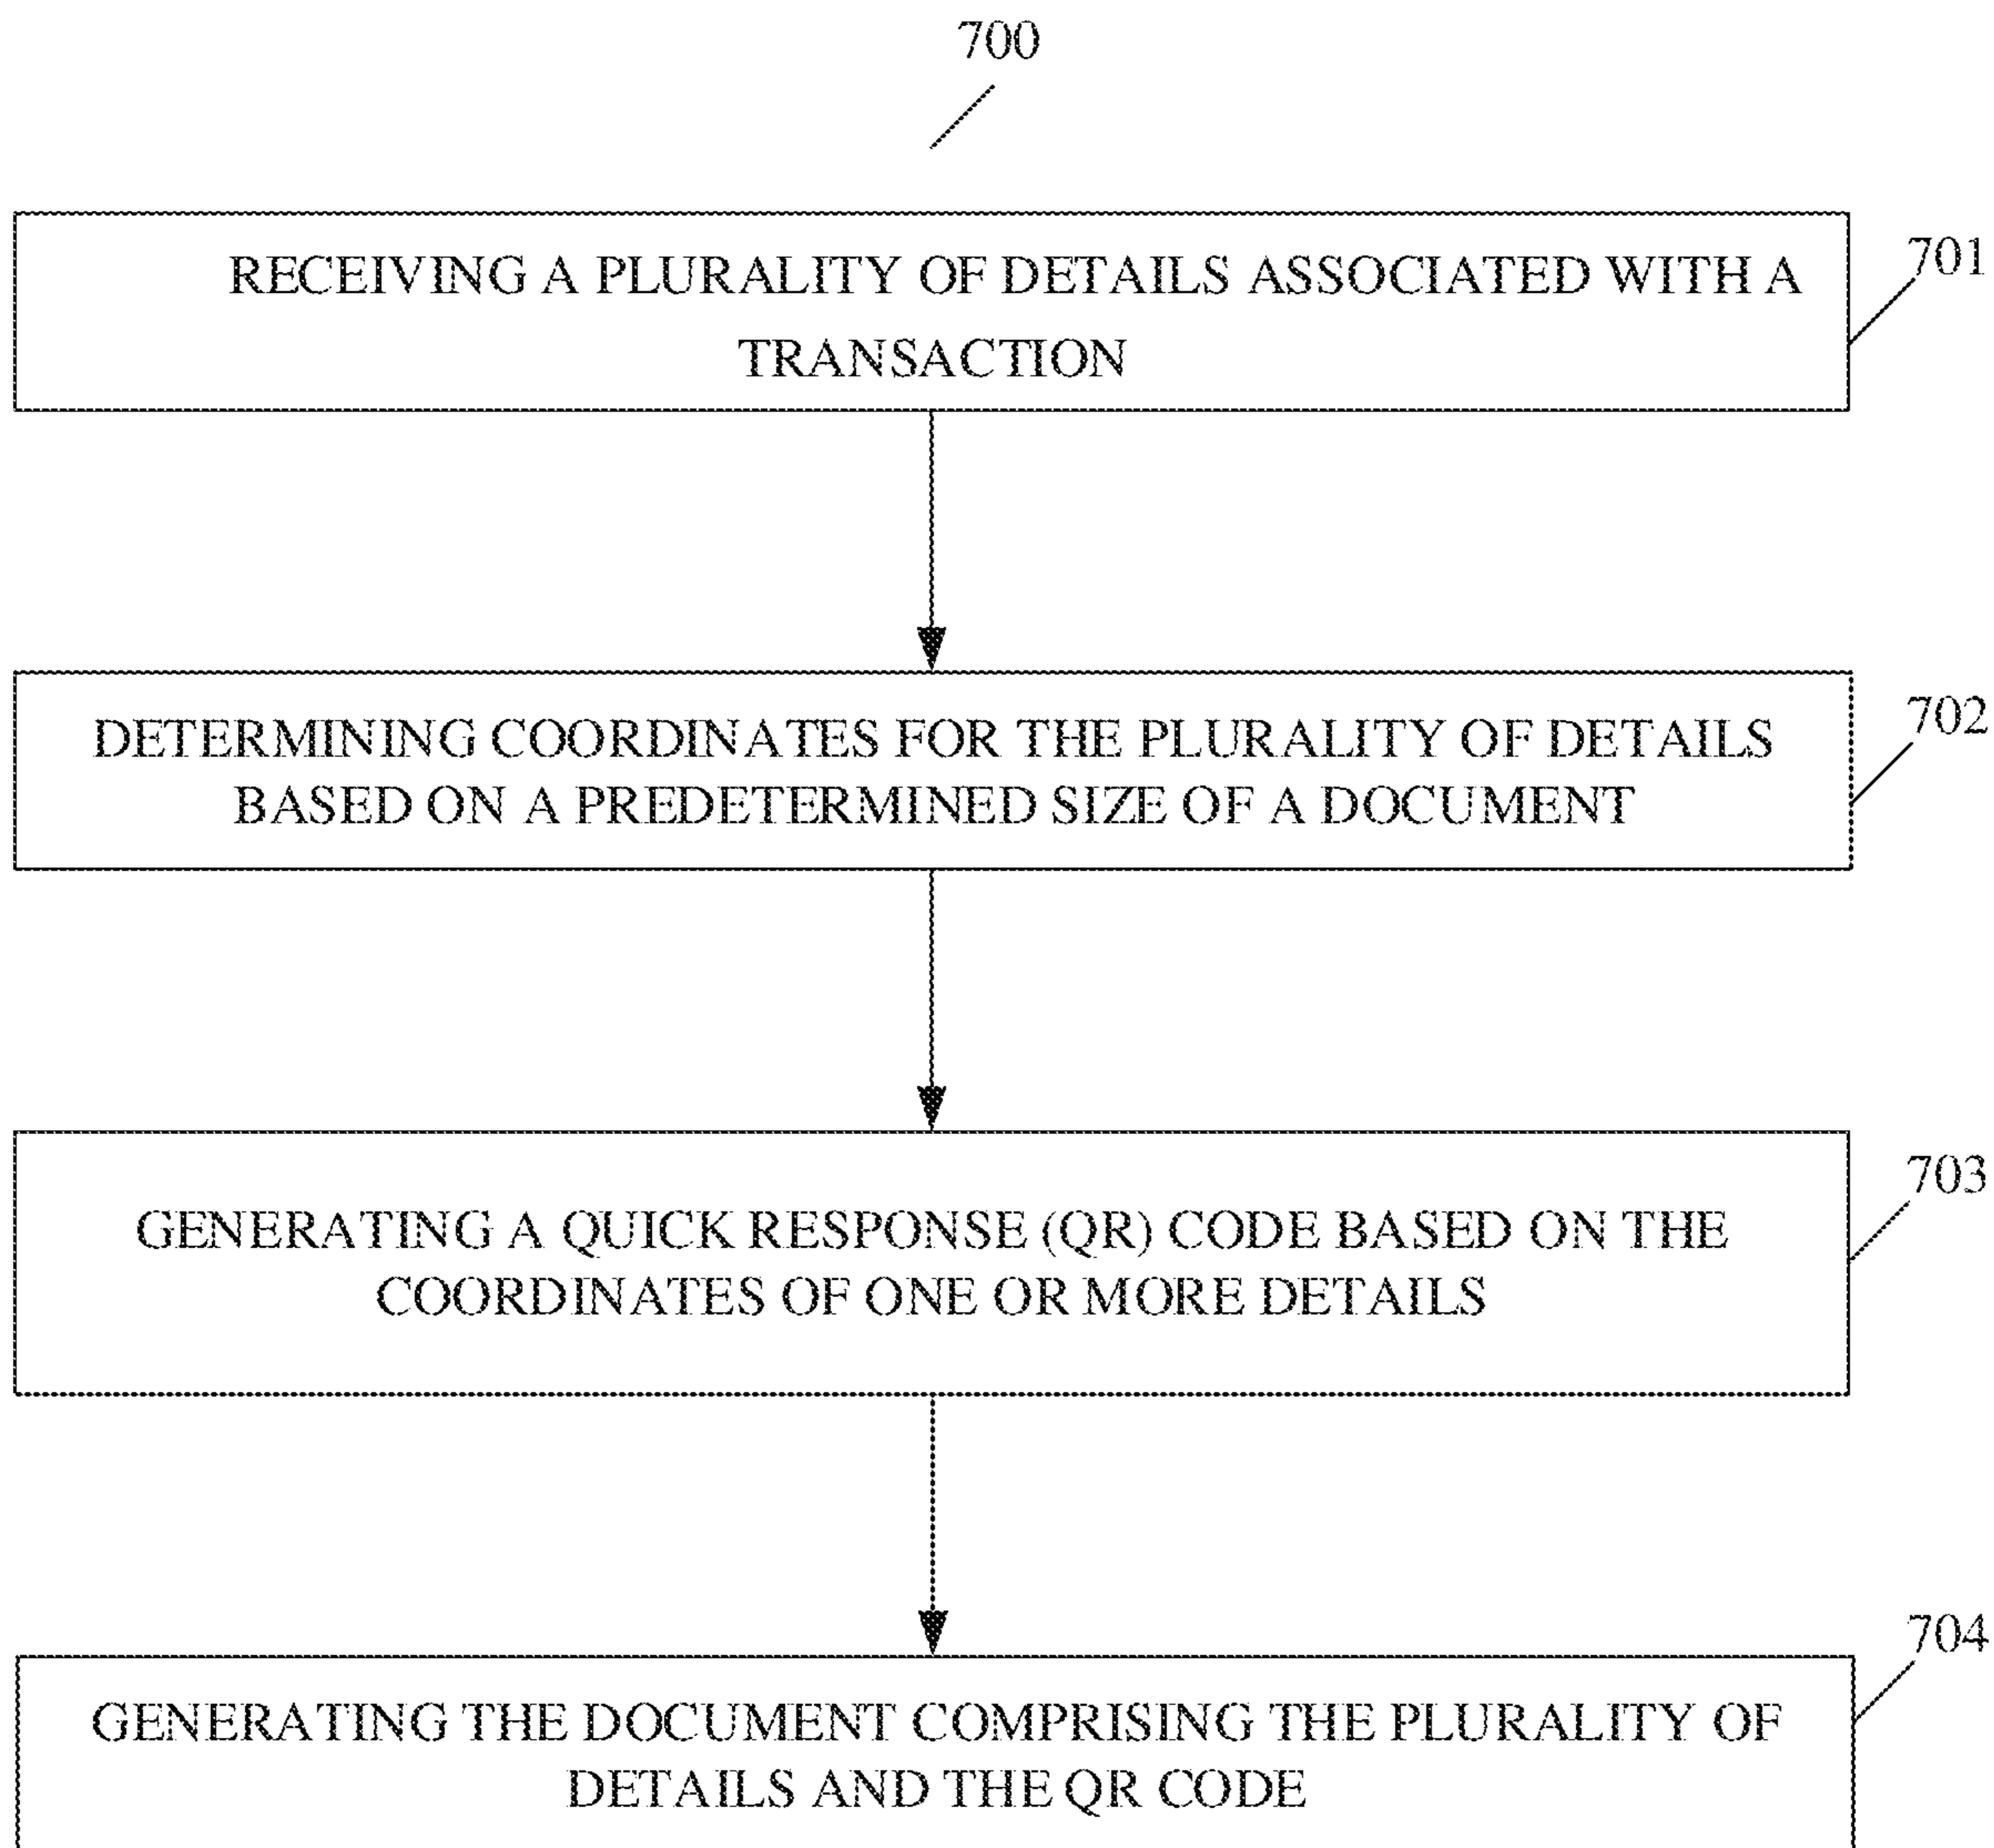 700
RECEIVING A PLURALITY OF DETAILS ASSOCIATED WITH A
TRANSACTION
701
DETERMINING COORDINATES FOR THE PLURALITY OF DETAILS
BASED ON A PREDETERMINED SIZE OF A DOCUMENT
702
GENERATING A QUICK RESPONSE (QR) CODE BASED ON THE
COORDINATES OF ONE OR MORE DETAILS
703
GENERATING THE DOCUMENT COMPRISING THE PLURALITY OF
DETAILS AND THE QR CODE
704